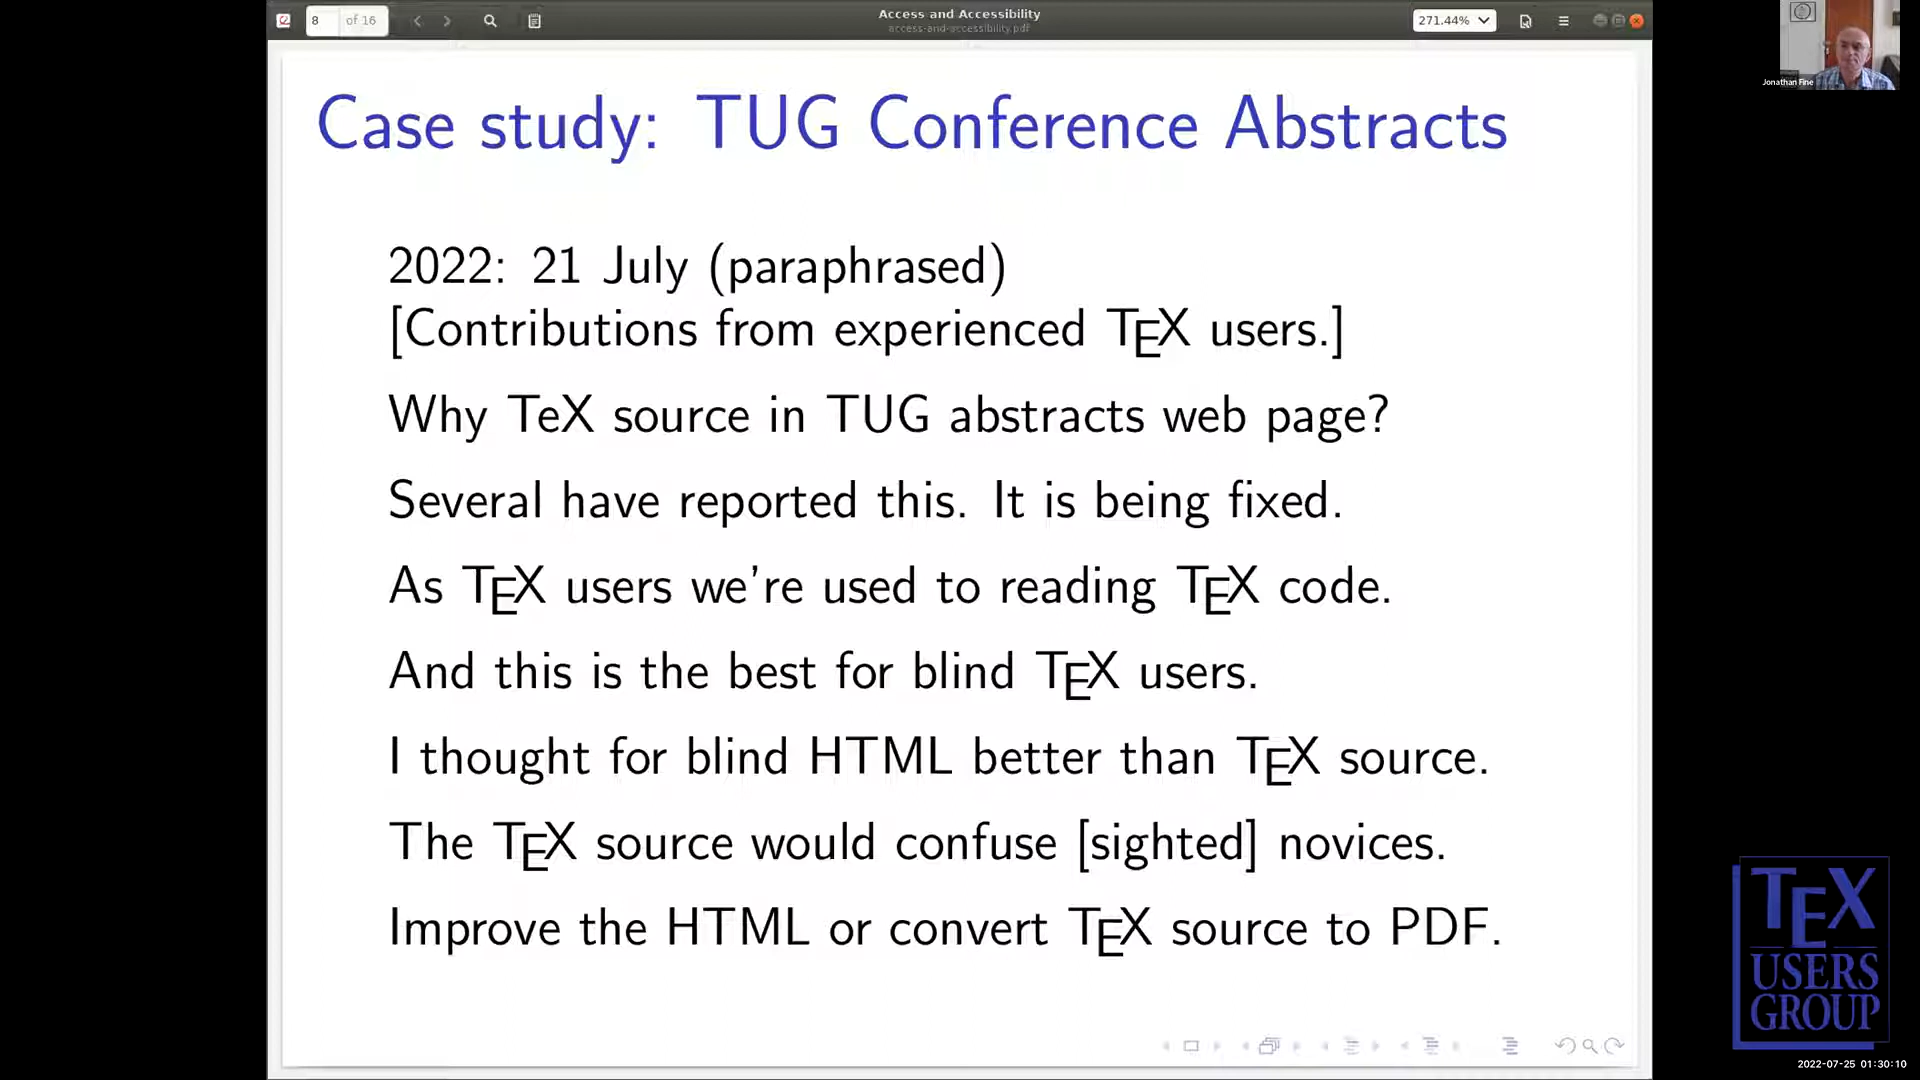 8 of 16
Access and Accessibility
access-and-accessibility.pdf
271.44%
Jonathan Fine
Case study: TUG Conference Abstracts
2022: 21 July (paraphrased)
[Contributions from experienced TEX users.]
Why TeX source in TUG abstracts web page?
Several have reported this. It is being fixed.
As TEX users we're used to reading TEX code.
And this is the best for blind TEX users.
I thought for blind HTML better than TEX source.
The TEX source would confuse [sighted] novices.
Improve the HTML or convert TEX source to PDF.
TEX
USERS
GROUP
2022-07-25 01:30:10